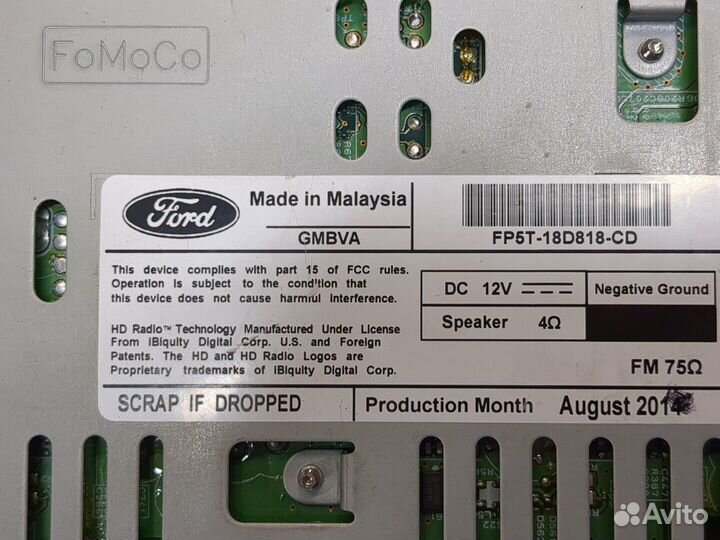 FoMoCo
Ford
Made in Malaysia
GMBVA
FP5T-18D818-CD
This device complies with part 15 of FCC rules.
Operation is subject to the condition that
this device does not cause harmful interference.
HD Radio™ Technology Manufactured Under License
From iBiquity Digital Corp. U.S. and Foreign
Patents. The HD and HD Radio Logos are
Proprietary trademarks of iBiquity Digital Corp.
DC 12V
Negative Ground
Speaker 4Ω
FM 75Ω
SCRAP IF DROPPED
Production Month August 2014
Avito